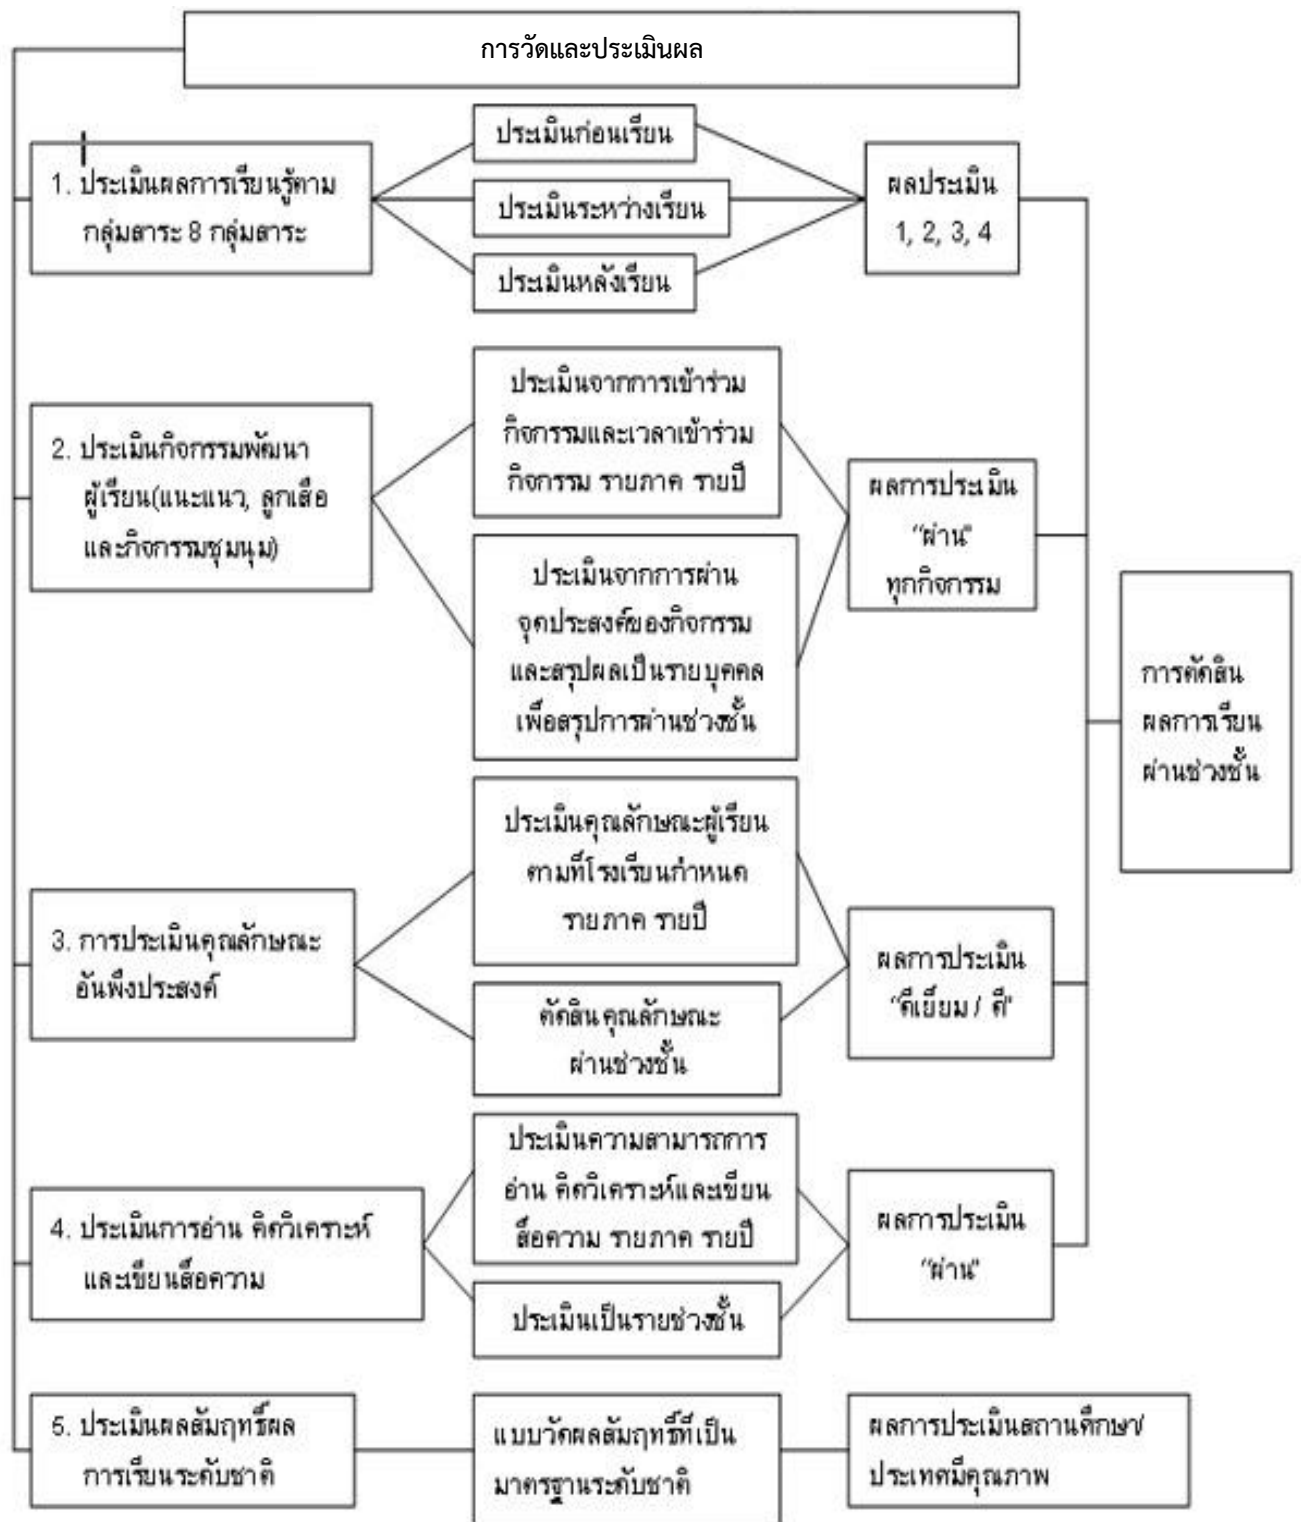 การวัดและประเมินผล
1. ประเมินผลการเรียนรู้ตาม
กลุ่มสาระ 8 กลุ่มสาระ
ประเมินก่อนเรียน
ประเมินระหว่างเรียน
ประเมินหลังเรียน
ผลประเมิน
1, 2, 3, 4
2. ประเมินกิจกรรมพัฒนา
ผู้เรียน(แนะแนว, ลูกเสือ
และกิจกรรมชุมนุม)
ประเมินจากการเข้าร่วม
กิจกรรมและเวลาเข้าร่วม
กิจกรรม รายภาค รายปี
ประเมินจากการผ่าน
จุดประสงค์ของกิจกรรม
และสรุปผลเป็นรายบุคคล
เพื่อสรุปการผ่านช่วงชั้น
ผลการประเมิน
“ผ่าน"
ทุกกิจกรรม
3. การประเมินคุณลักษณะ
อันพึงประสงค์
ประเมินคุณลักษณะผู้เรียน
ตามที่โรงเรียนกำหนด
รายภาค รายปี
ตัดสินคุณลักษณะ
ผ่านช่วงชั้น
ผลการประเมิน
“ดีเยี่ยม / ดี"
4. ประเมินการอ่าน คิดวิเคราะห์
และเขียนสื่อความ
ประเมินความสามารถการ
อ่าน คิดวิเคราะห์และเขียน
สื่อความ รายภาค รายปี
ประเมินเป็นรายช่วงชั้น
ผลการประเมิน
“ผ่าน"
5. ประเมินผลสัมฤทธิ์ผล
การเรียนระดับชาติ
แบบวัดผลสัมฤทธิ์ที่เป็น
มาตรฐานระดับชาติ
ผลการประเมินสถานศึกษา/
ประเทศมีคุณภาพ
การตัดสิน
ผลการเรียน
ผ่านช่วงชั้น